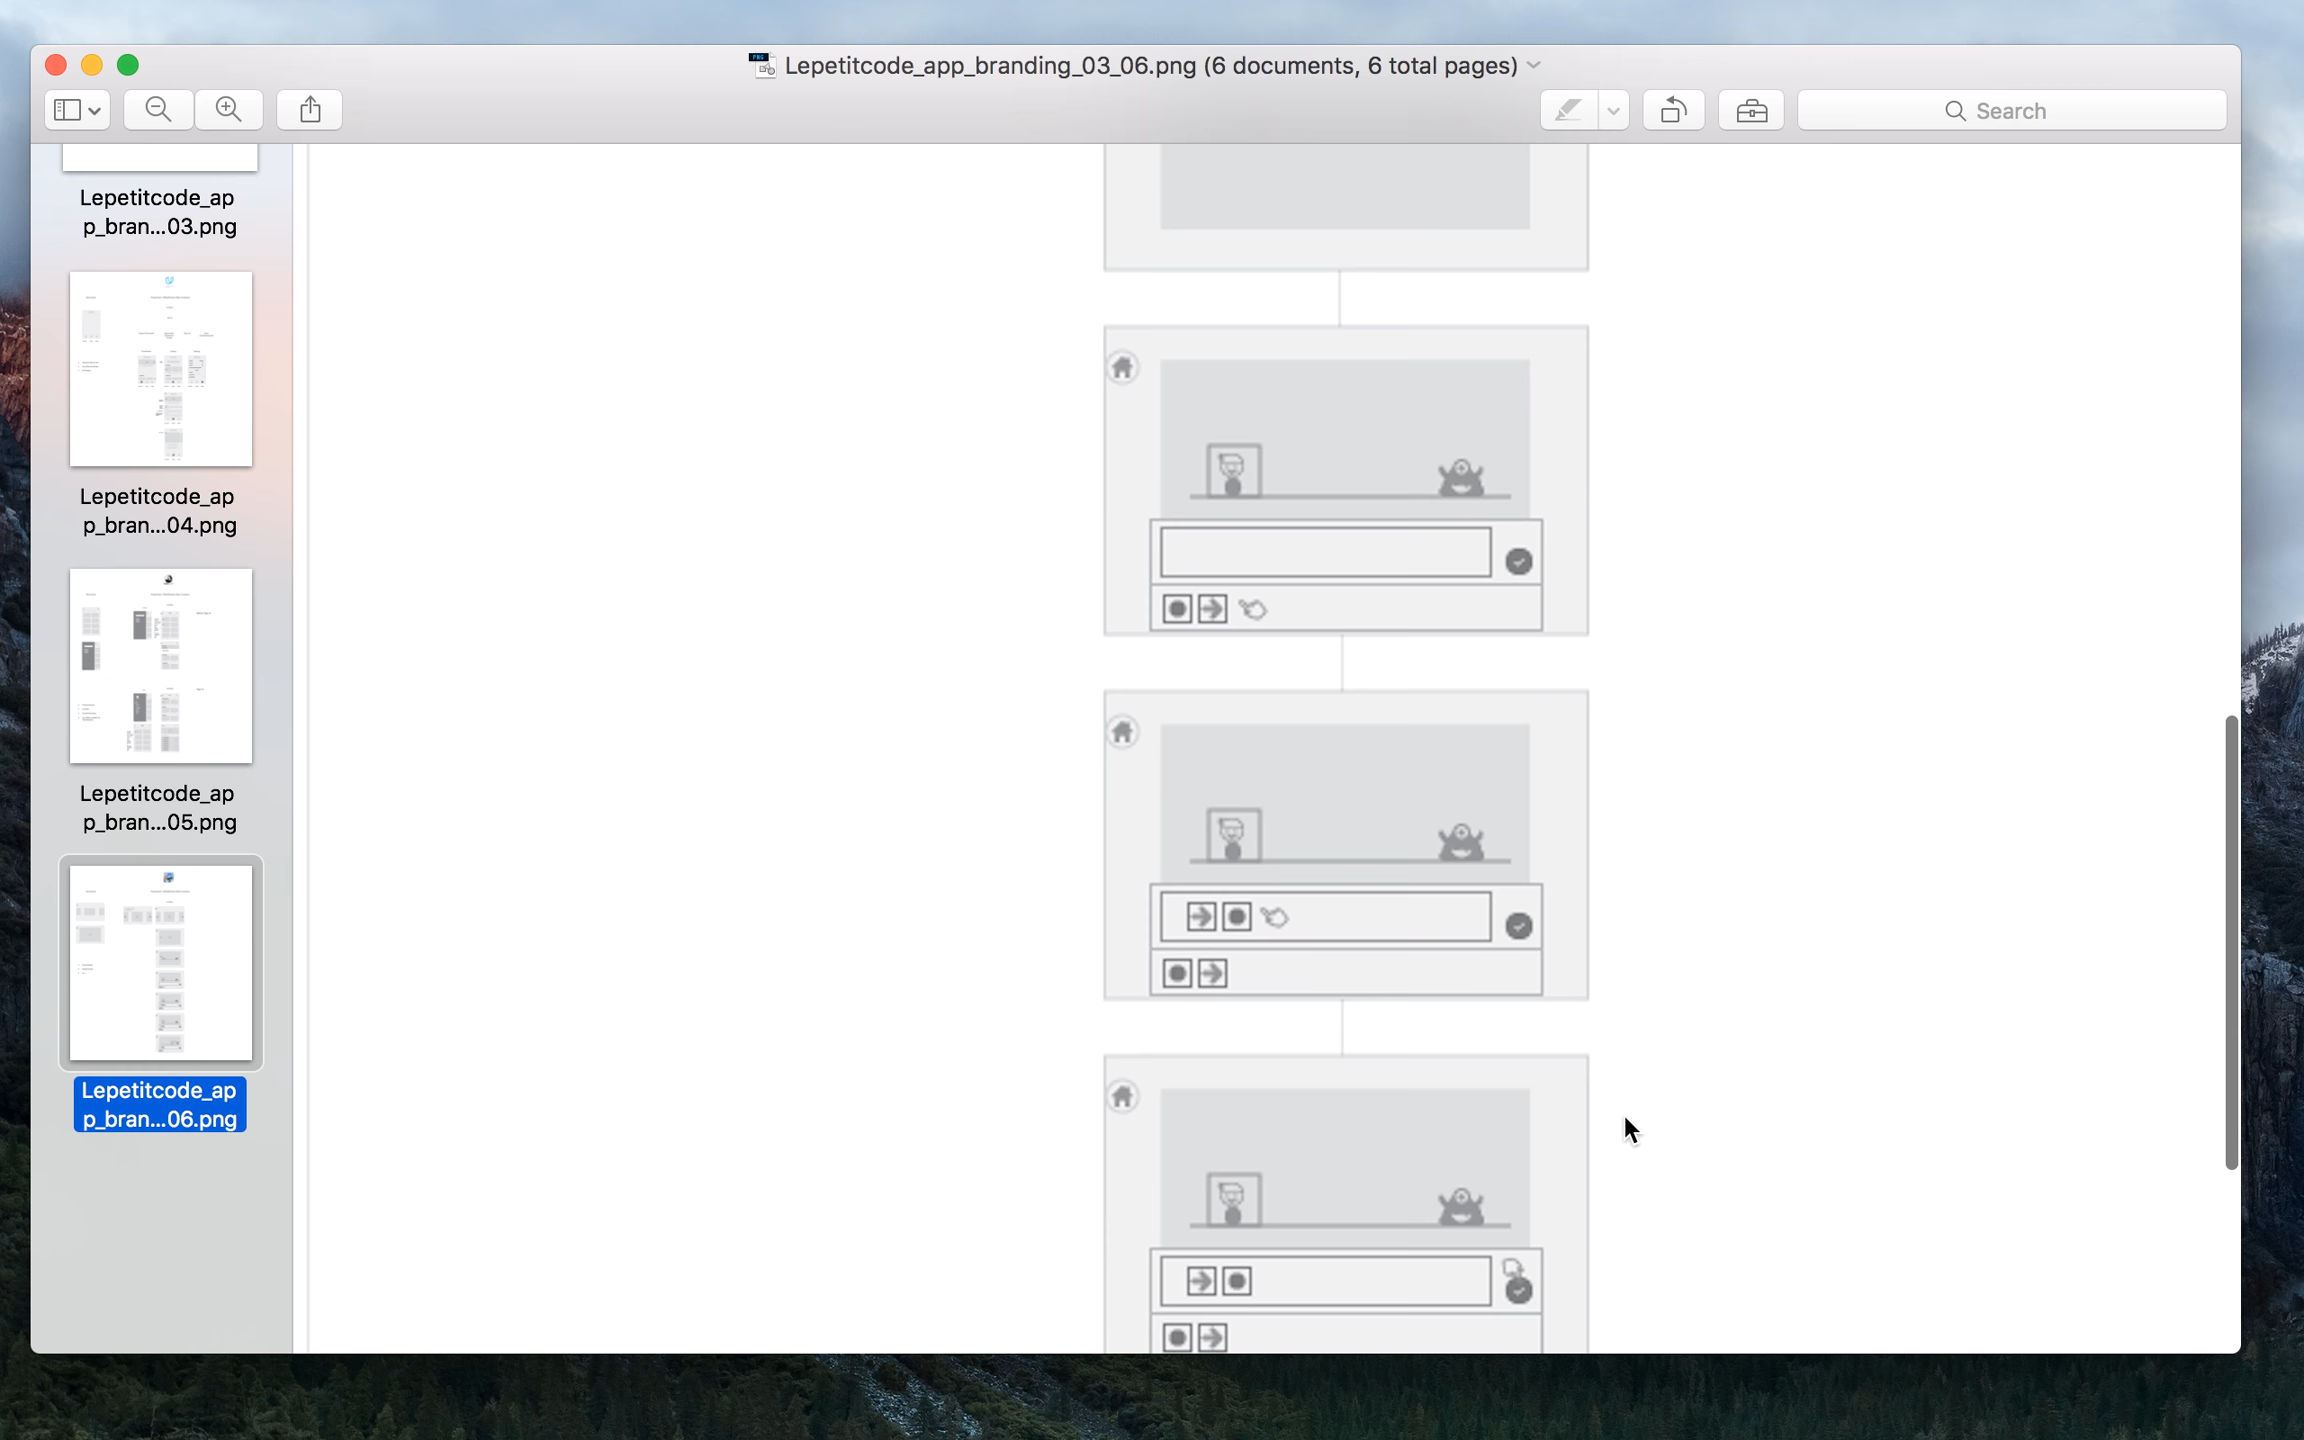 Lepetitcode_app_branding_03_06.png (6 documents, 6 total pages)
Search
Lepetitcode_ap
p_bran...03.png
Lepetitcode_ap
p_bran...04.png
Lepetitcode_ap
p_bran...05.png
Lepetitcode_ap
p_bran...06.png